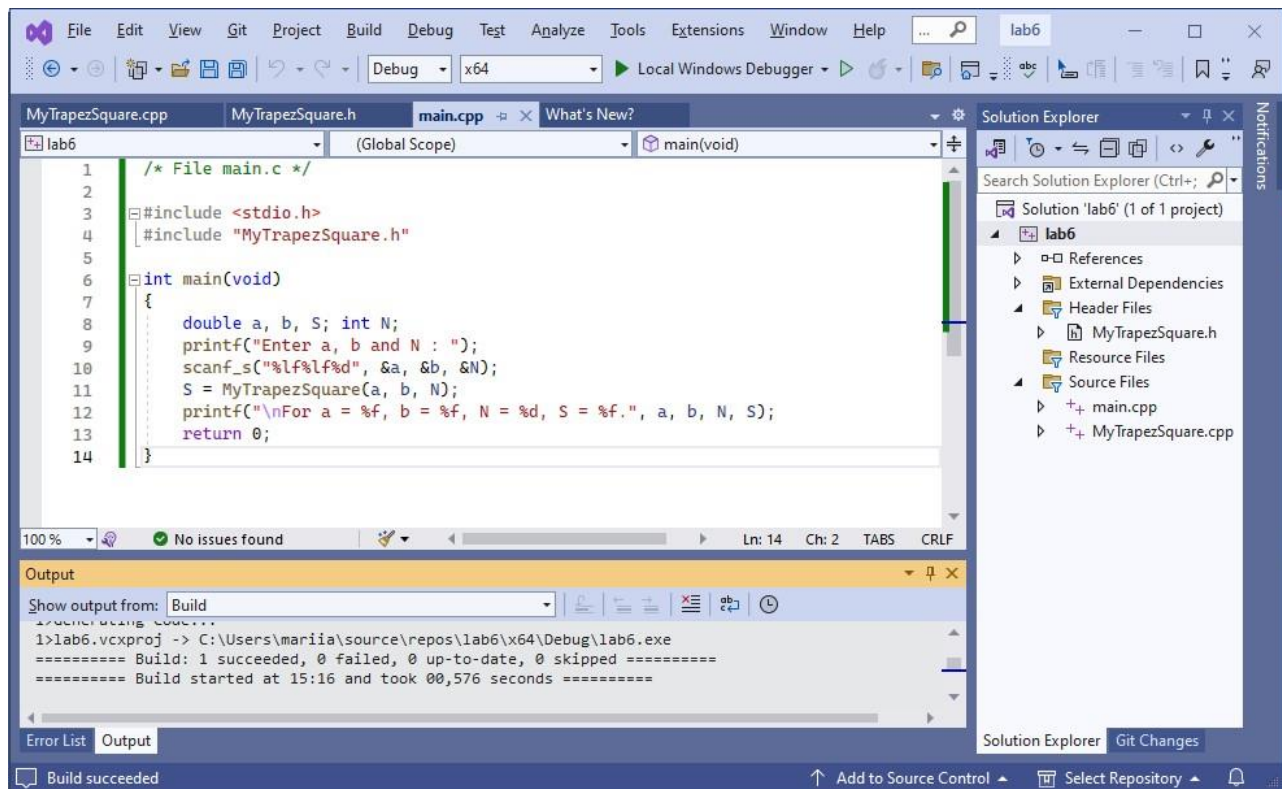 File Edit View Git Project Build Debug Test Analyze Tools Extensions Window Help ... lab6
Debug x64 Local Windows Debugger
MyTrapezSquare.cpp MyTrapezSquare.h main.cpp What's New?
lab6 (Global Scope) main(void)
1 /* File main.c */
2
3 #include <stdio.h>
4 #include "MyTrapezSquare.h"
5
6 int main(void)
7 {
8 double a, b, S; int N;
9 printf("Enter a, b and N : ");
10 scanf_s("%lf%lf%d", &a, &b, &N);
11 S = MyTrapezSquare(a, b, N);
12 printf("\nFor a = %f, b = %f, N = %d, S = %f.", a, b, N, S);
13 return 0;
14 }
100 % No issues found Ln: 14 Ch: 2 TABS CRLF
Output
Show output from: Build
1>Generating Code...
1>lab6.vcxproj -> C:\Users\mariia\source\repos\lab6\x64\Debug\lab6.exe
========== Build: 1 succeeded, 0 failed, 0 up-to-date, 0 skipped ==========
========== Build started at 15:16 and took 00,576 seconds ==========
Error List Output
Solution Explorer
Search Solution Explorer (Ctrl+;
Solution 'lab6' (1 of 1 project)
lab6
References
External Dependencies
Header Files
MyTrapezSquare.h
Resource Files
Source Files
main.cpp
MyTrapezSquare.cpp
Solution Explorer Git Changes
Notifications
Build succeeded Add to Source Control Select Repository